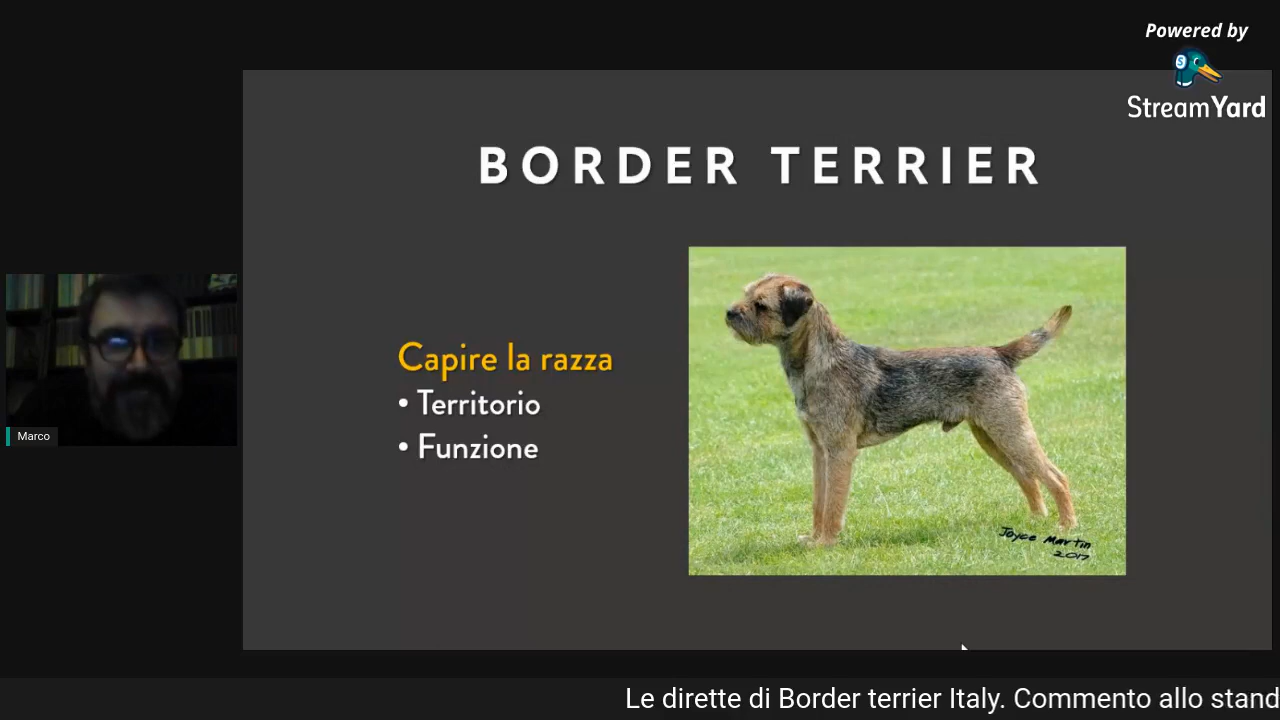 Powered by
StreamYard
BORDER TERRIER
Capire la razza
• Territorio
• Funzione
Joyce Martin
2017
Marco
Le dirette di Border terrier Italy. Commento allo stand